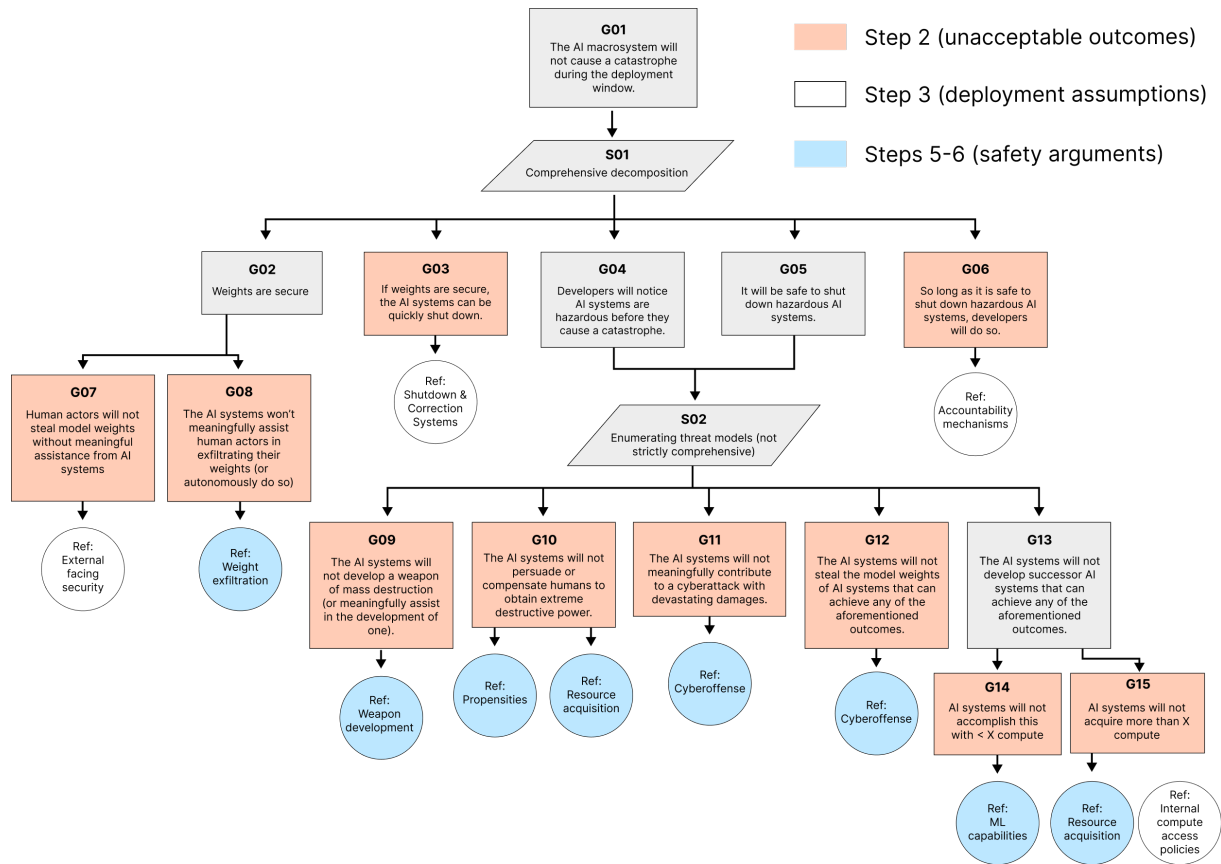 G01
The AI macrosystem will
not cause a catastrophe
during the deployment
window.
Step 2 (unacceptable outcomes)
Step 3 (deployment assumptions)
Steps 5-6 (safety arguments)
S01
Comprehensive decomposition
G02
Weights are secure
G03
If weights are secure,
the AI systems can be
quickly shut down.
G04
Developers will notice
AI systems are
hazardous before they
cause a catastrophe.
G05
It will be safe to shut
down hazardous AI
systems.
G06
So long as it is safe to
shut down hazardous AI
systems, developers
will do so.
G07
Human actors will not
steal model weights
without meaningful
assistance from AI
systems
G08
The AI systems won't
meaningfully assist
human actors in
exfiltrating their
weights (or
autonomously do so)
Ref:
Shutdown &
Correction
Systems
S02
Enumerating threat models (not
strictly comprehensive)
Ref:
Accountability
mechanisms
Ref:
External
facing
security
Ref:
Weight
exfiltration
G09
The AI systems will
not develop a weapon
of mass destruction
(or meaningfully assist
in the development of
one).
G10
The AI systems will not
persuade or
compensate humans to
obtain extreme
destructive power.
G11
The AI systems will not
meaningfully contribute
to a cyberattack with
devastating damages.
G12
The AI systems will not
steal the model weights
of AI systems that can
achieve any of the
aforementioned
outcomes.
G13
The AI systems will not
develop successor AI
systems that can
achieve any of the
aforementioned
outcomes.
Ref:
Weapon
development
Ref:
Propensities
Ref:
Resource
acquisition
Ref:
Cyberoffense
Ref:
Cyberoffense
G14
AI systems will not
accomplish this
with < X compute
G15
AI systems will not
acquire more than X
compute
Ref:
ML
capabilities
Ref:
Resource
acquisition
Ref:
Internal
compute
access
policies